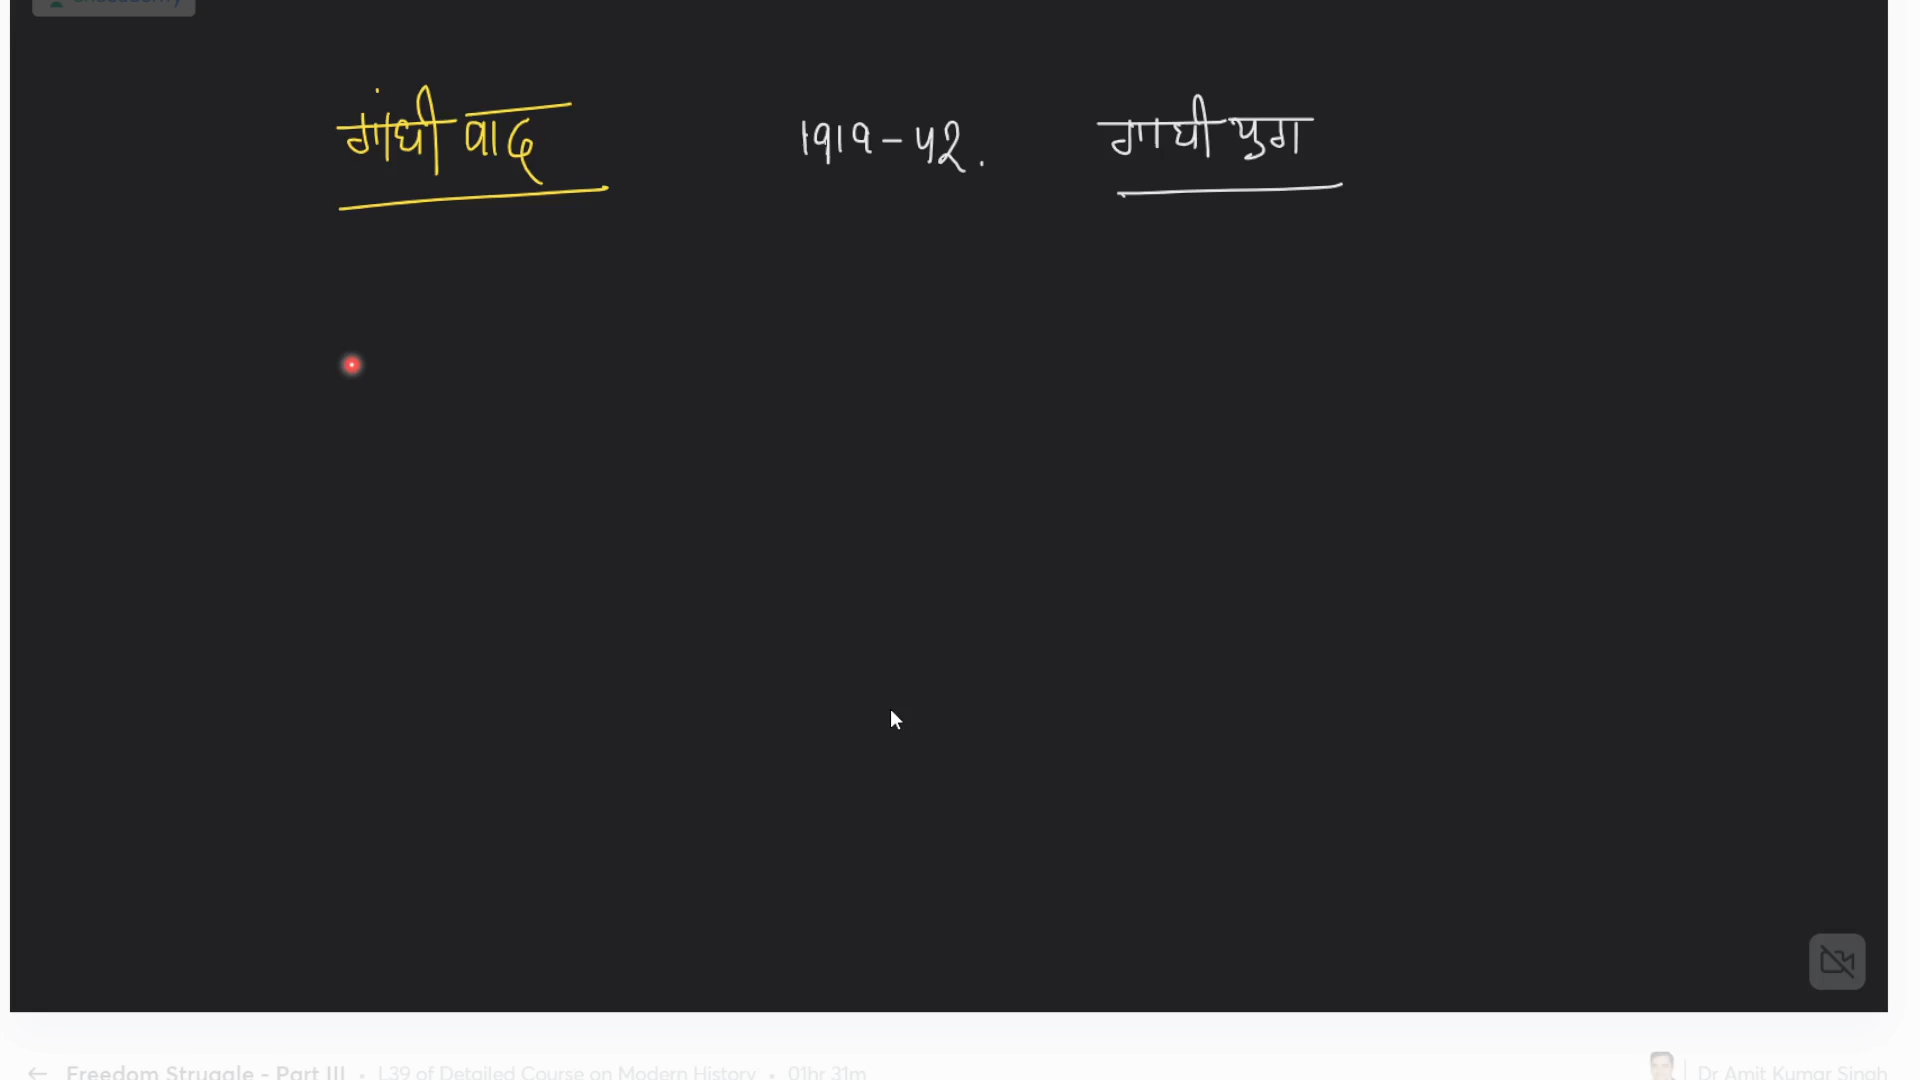 गांधी वाद 1919-42. गाधी युग
Freedom Struggle - Part III • L39 of Detailed Course on Modern History • 01hr 31m
Dr Amit Kumar Singh